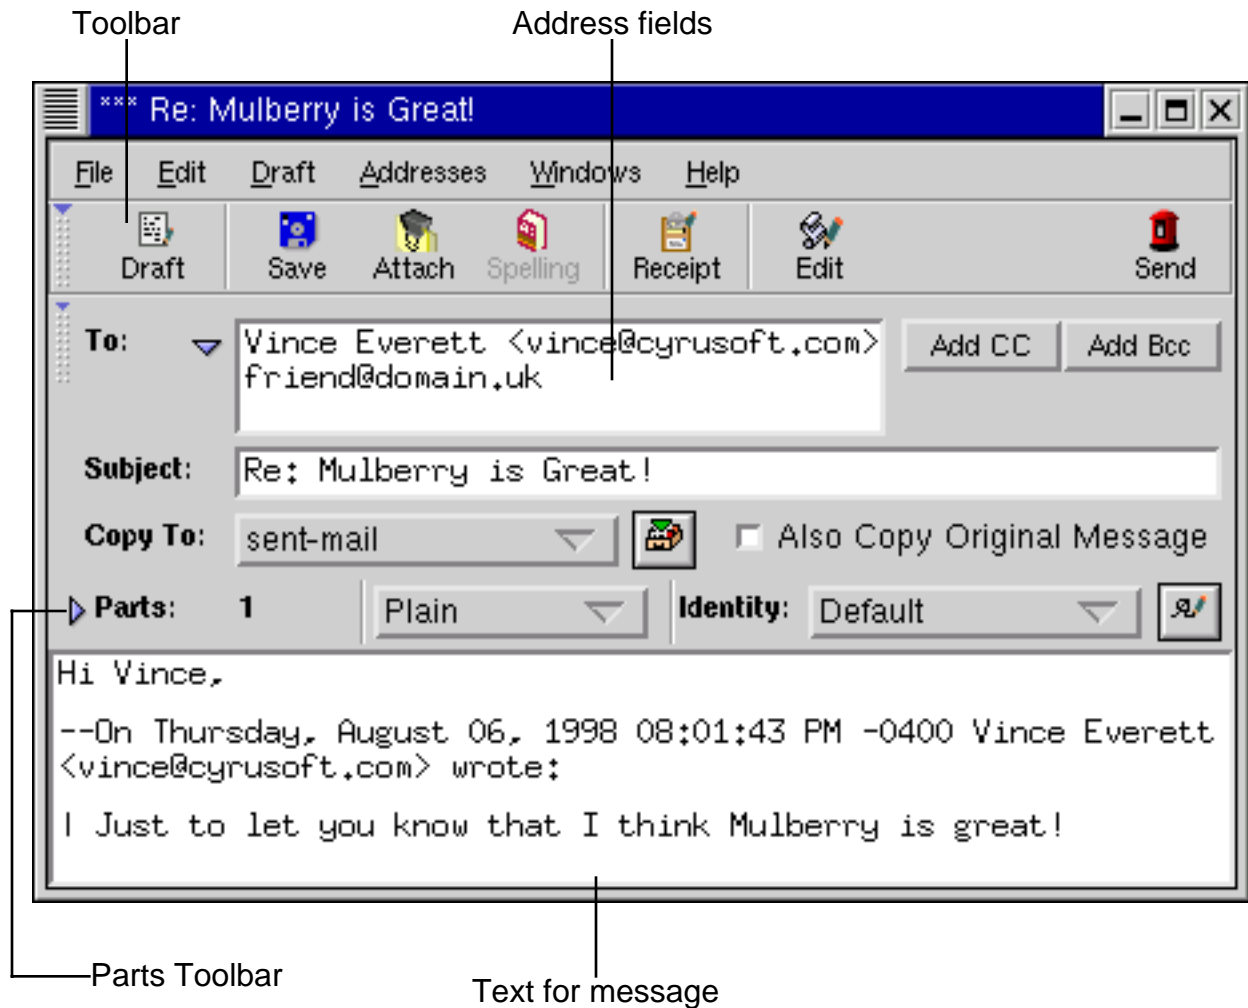 Toolbar
Address fields
*** Re: Mulberry is Great!
File Edit Draft Addresses Windows Help
Draft Save Attach Spelling Receipt Edit Send
To: Vince Everett <vince@cyrusoft.com> Add CC Add Bcc
friend@domain.uk
Subject: Re: Mulberry is Great!
Copy To: sent-mail Also Copy Original Message
Parts: 1 Plain Identity: Default
Hi Vince,
--On Thursday, August 06, 1998 08:01:43 PM -0400 Vince Everett
<vince@cyrusoft.com> wrote:
| Just to let you know that I think Mulberry is great!
Parts Toolbar
Text for message